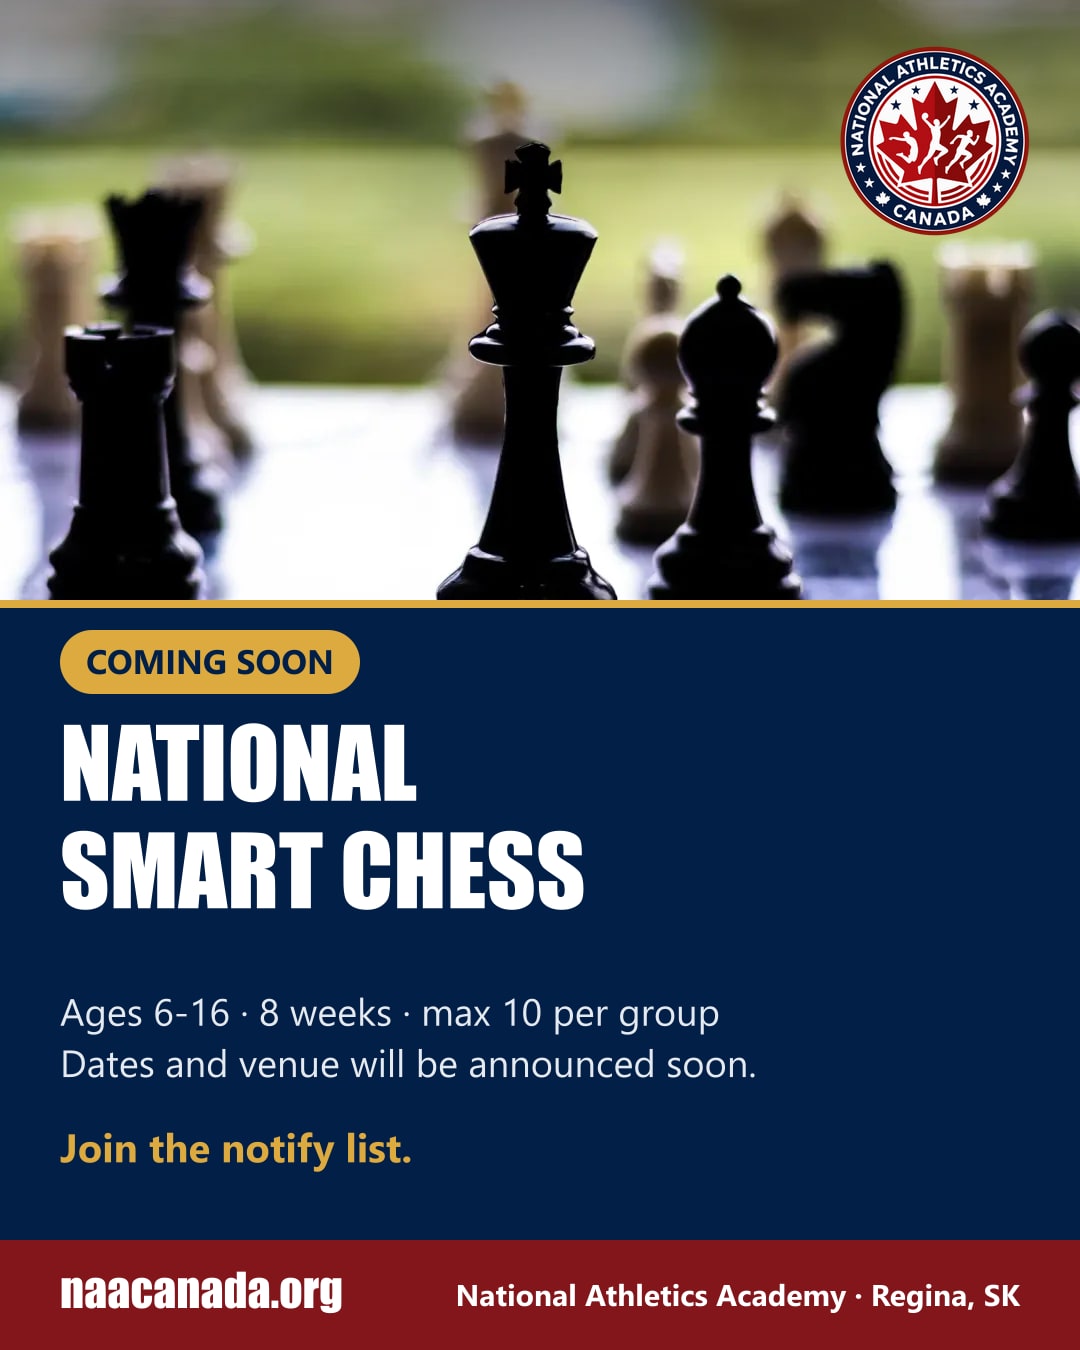 NATIONAL ATHLETICS ACADEMY
CANADA
COMING SOON
NATIONAL
SMART CHESS
Ages 6-16 · 8 weeks · max 10 per group
Dates and venue will be announced soon.
Join the notify list.
naacanada.org
National Athletics Academy · Regina, SK